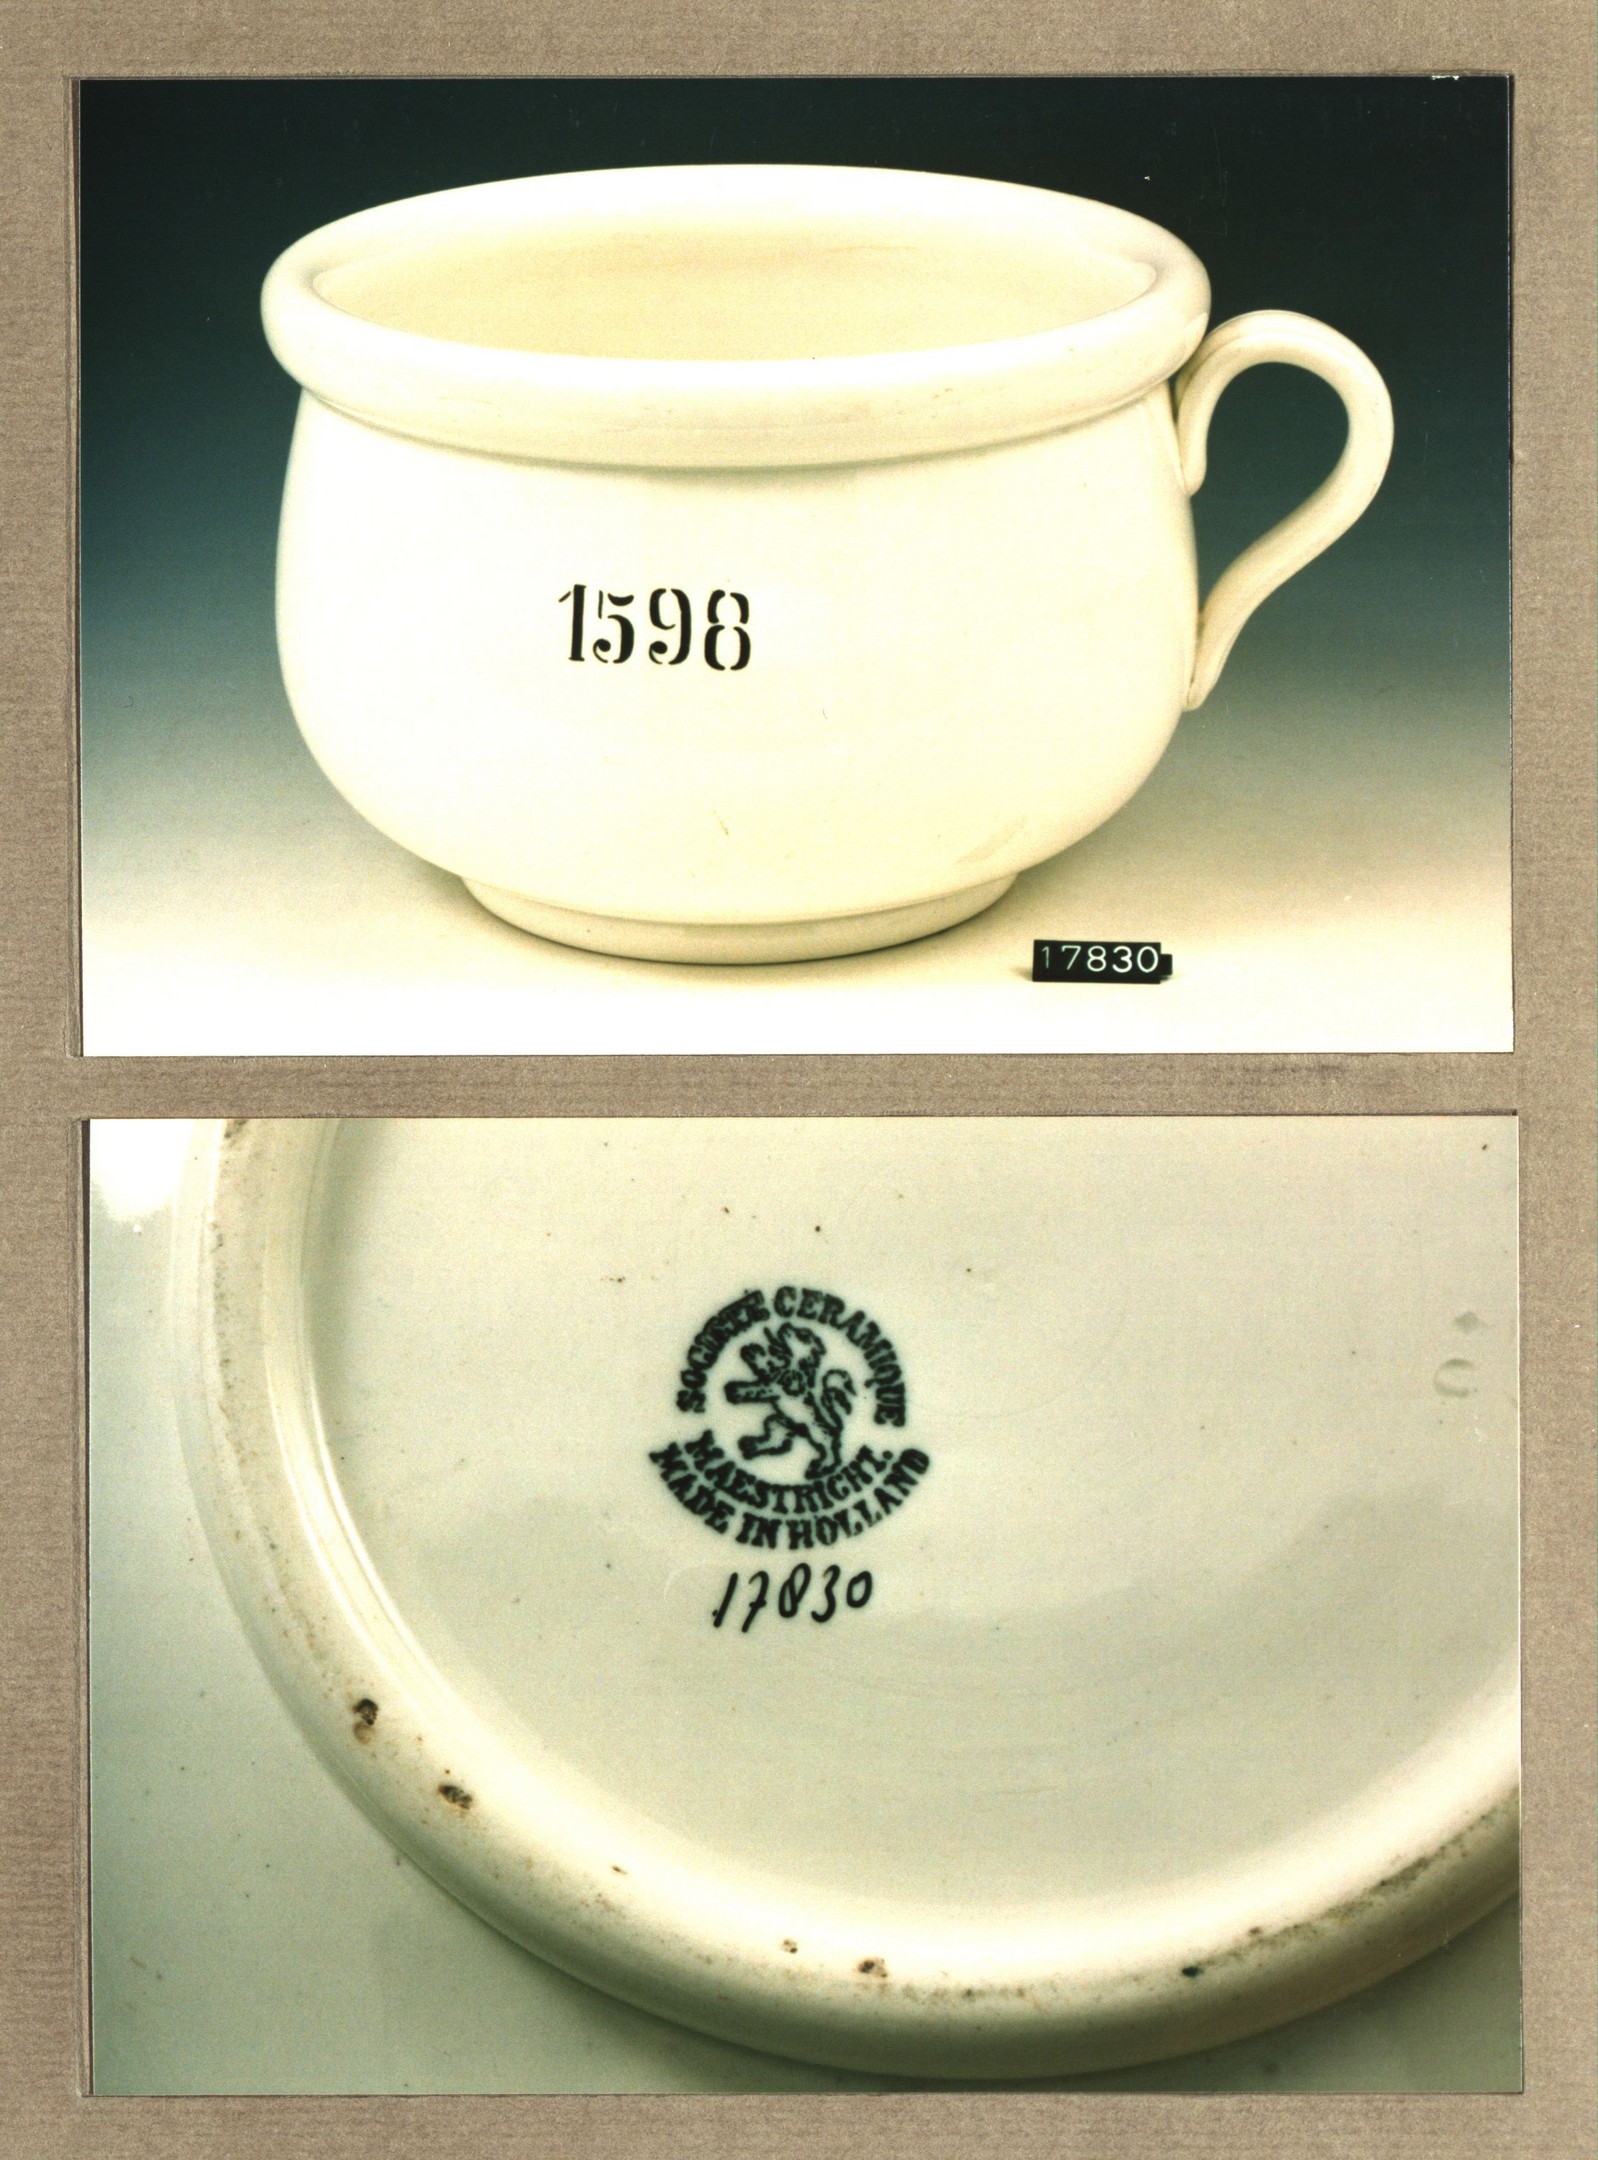 1598
17830
SOCIETE CERAMIQUE
MAESTRICHT.
MADE IN HOLLAND
17830